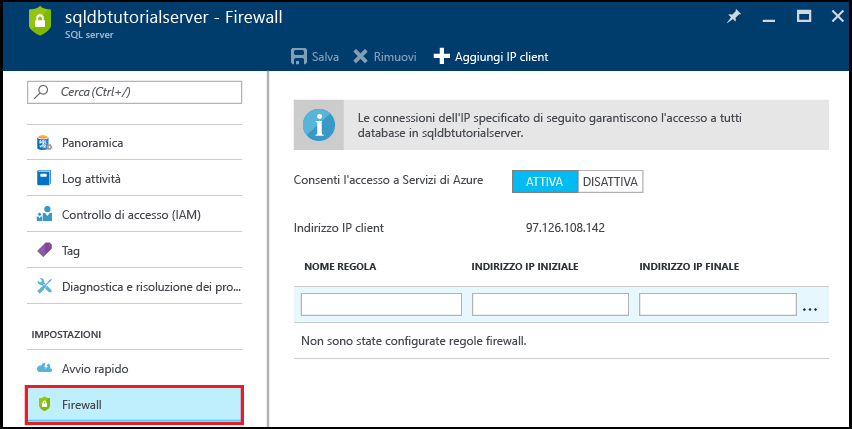 sqldbtutorialserver - Firewall
SQL server
Salva
Rimuovi
Aggiungi IP client
Cerca (Ctrl+/)
Panoramica
Log attività
Controllo di accesso (IAM)
Tag
Diagnostica e risoluzione dei pro...
IMPOSTAZIONI
Avvio rapido
Firewall
Le connessioni dell'IP specificato di seguito garantiscono l'accesso a tutti
database in sqldbtutorialserver.
Consenti l'accesso a Servizi di Azure
ATTIVA
DISATTIVA
Indirizzo IP client
97.126.108.142
NOME REGOLA
INDIRIZZO IP INIZIALE
INDIRIZZO IP FINALE
...
Non sono state configurate regole firewall.